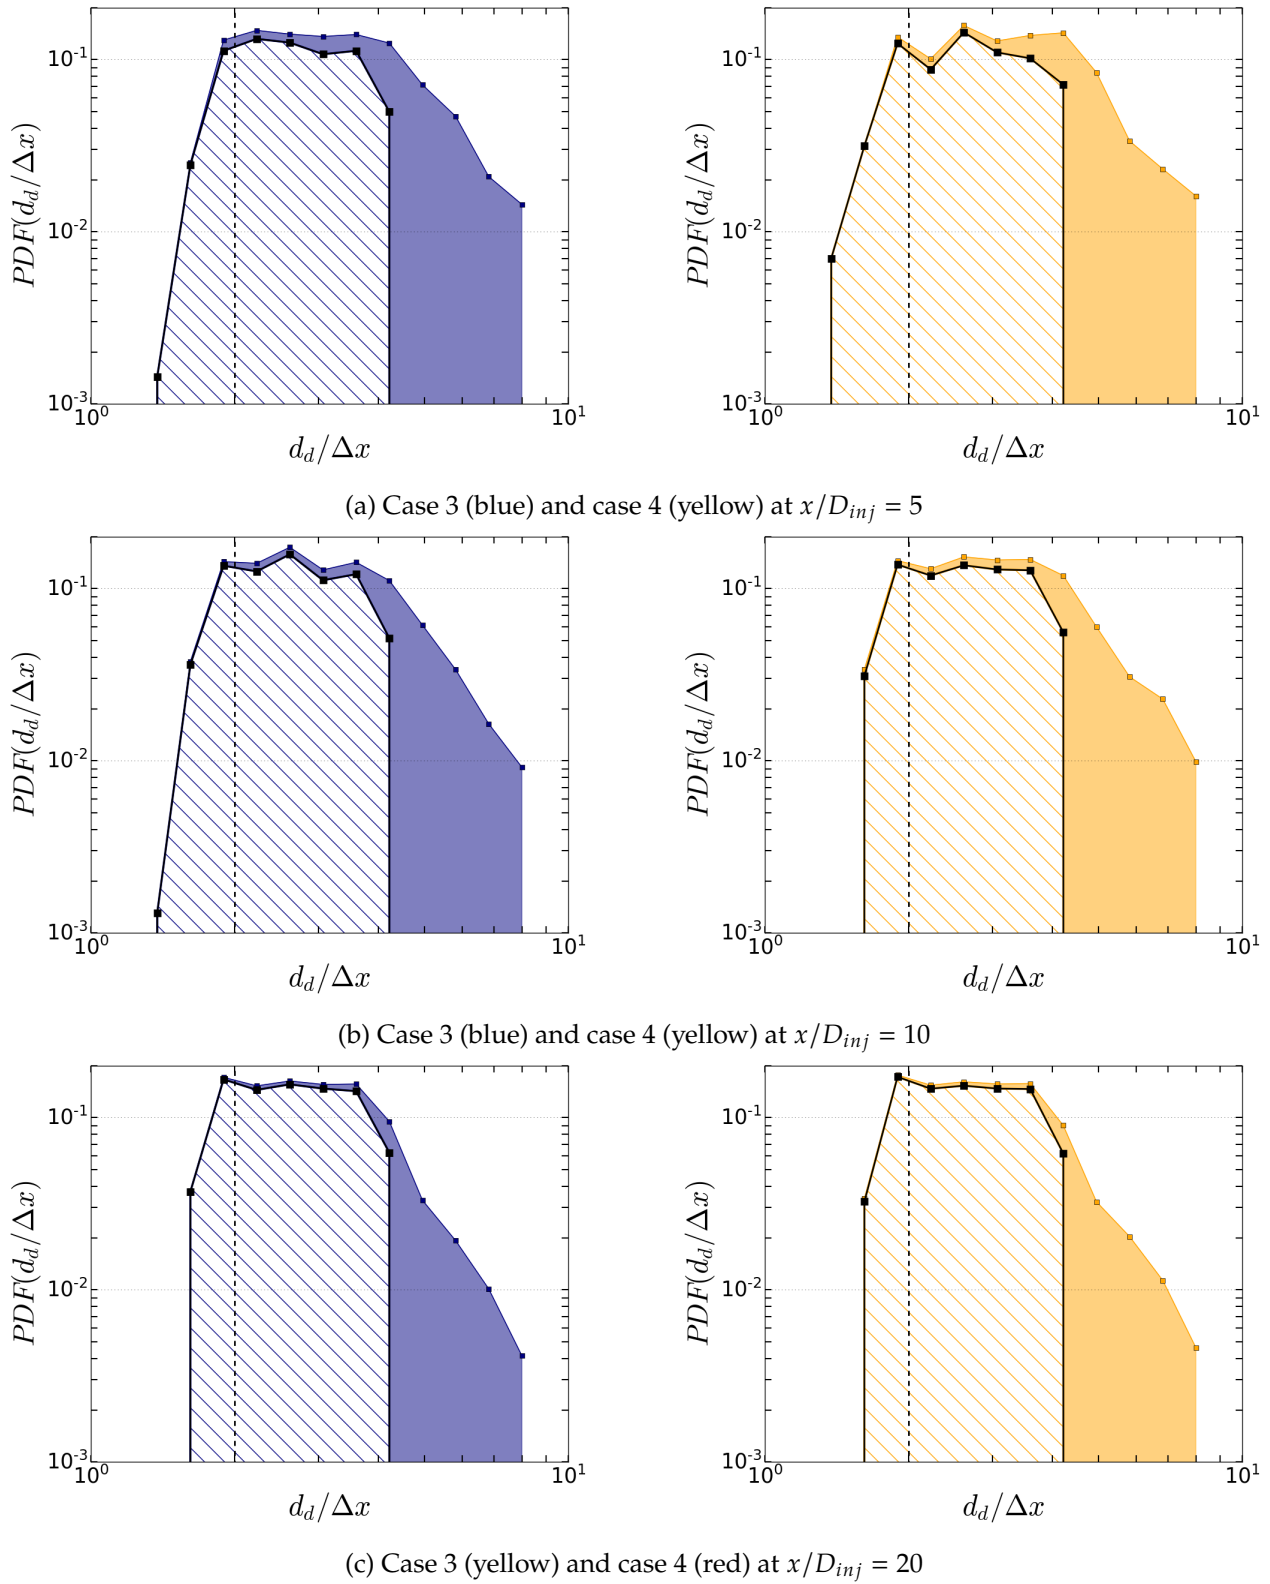 10^-1
10^-2
10^-3
PDF(d_d/Δx)
10^0
10^1
d_d/Δx
10^-1
10^-2
10^-3
PDF(d_d/Δx)
10^0
10^1
d_d/Δx
(a) Case 3 (blue) and case 4 (yellow) at x/D_inj = 5
10^-1
10^-2
10^-3
PDF(d_d/Δx)
10^0
10^1
d_d/Δx
10^-1
10^-2
10^-3
PDF(d_d/Δx)
10^0
10^1
d_d/Δx
(b) Case 3 (blue) and case 4 (yellow) at x/D_inj = 10
10^-1
10^-2
10^-3
PDF(d_d/Δx)
10^0
10^1
d_d/Δx
10^-1
10^-2
10^-3
PDF(d_d/Δx)
10^0
10^1
d_d/Δx
(c) Case 3 (yellow) and case 4 (red) at x/D_inj = 20